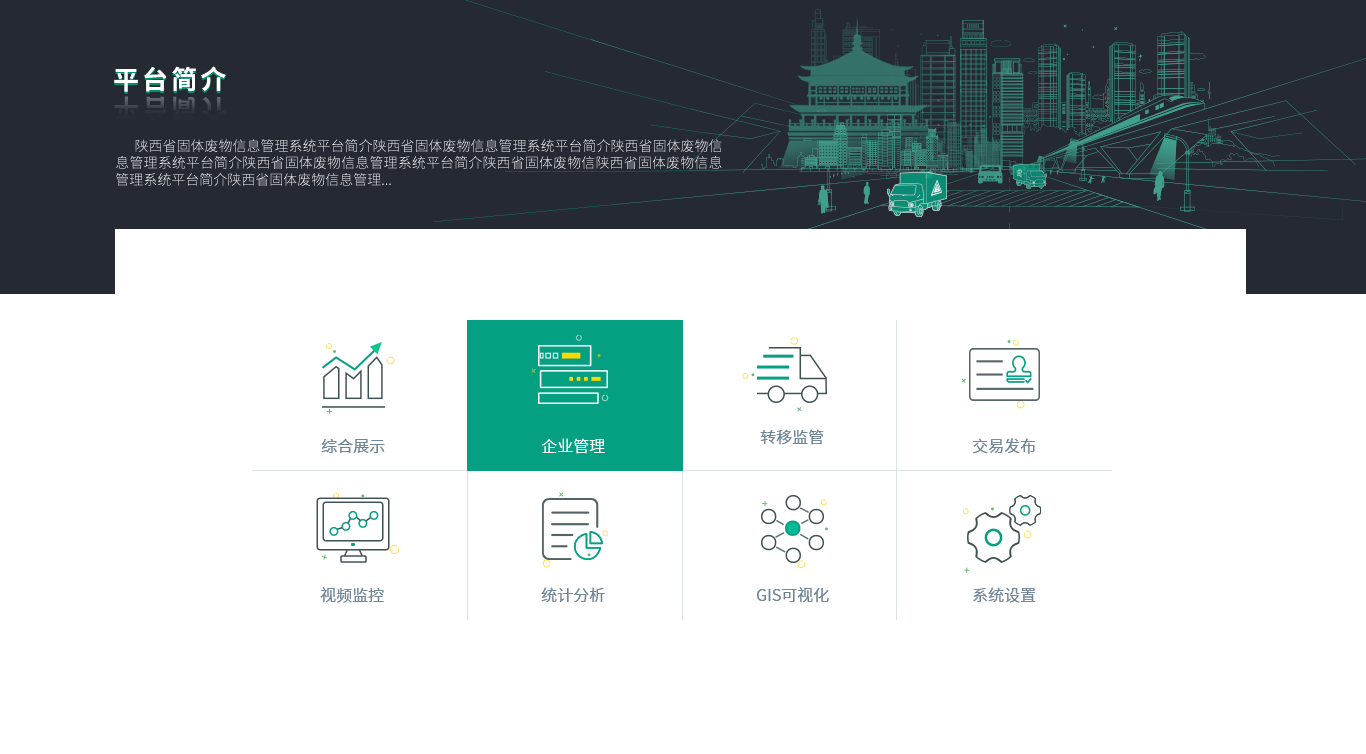 平台简介
陕西省固体废物信息管理系统平台简介陕西省固体废物信息管理系统平台简介陕西省固体废物信
息管理系统平台简介陕西省固体废物信息管理系统平台简介陕西省固体废物信陕西省固体废物信息
管理系统平台简介陕西省固体废物信息管理...
综合展示
企业管理
转移监管
交易发布
视频监控
统计分析
GIS可视化
系统设置